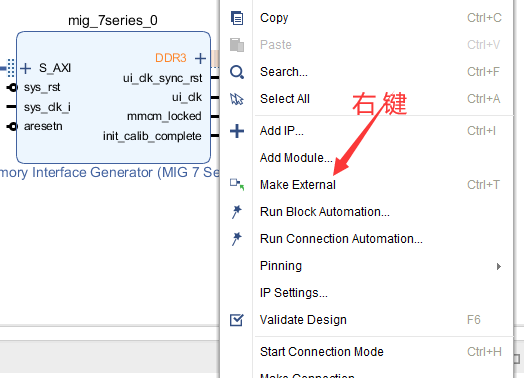 mig_7series_0
DDR3
S_AXI
ui_clk_sync_rst
sys_rst
ui_clk
sys_clk_i
mmcm_locked
aresetn
init_calib_complete
mory Interface Generator (MIG 7 Se
Copy Ctrl+C
Paste Ctrl+V
Search... Ctrl+F
Select All Ctrl+A
右键
Add IP... Ctrl+I
Add Module...
Make External Ctrl+T
Run Block Automation...
Run Connection Automation...
Pinning
IP Settings...
Validate Design F6
Start Connection Mode Ctrl+H
Make Connection